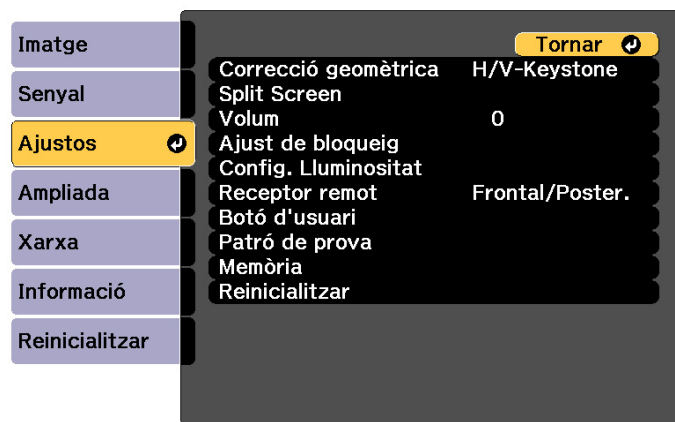 Imatge
Senyal
Ajustos
Ampliada
Xarxa
Informació
Reinicialitzar
Tornar
Correcció geomètrica H/V-Keystone
Split Screen
Volum 0
Ajust de bloqueig
Config. Lluminositat
Receptor remot Frontal/Poster.
Botó d'usuari
Patró de prova
Memòria
Reinicialitzar